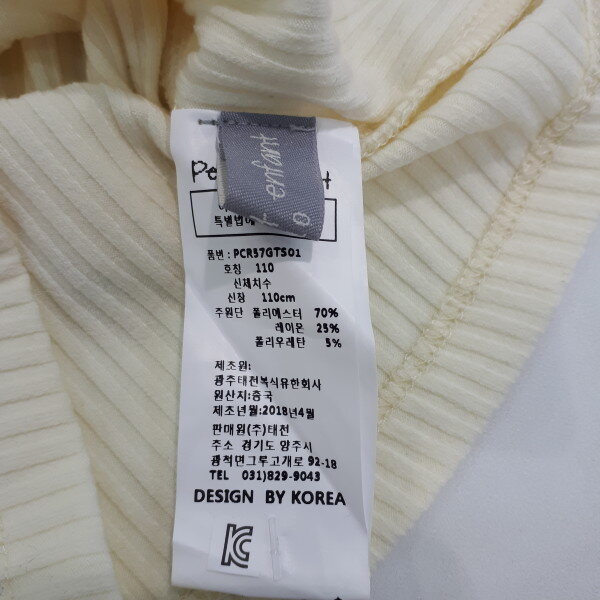 enfant
특별법에
품번 : PCR57GTS01
호칭 110
신체치수
신장 110cm
주원단 폴리에스터 70%
레이온 25%
폴리우레탄 5%
제조원:
광주태천복식유한회사
원산지:중국
제조년월:2018년4월
판매원(주)태천
주소 경기도 양주시
광적면그루고개로 92-18
TEL 031)829-9043
DESIGN BY KOREA